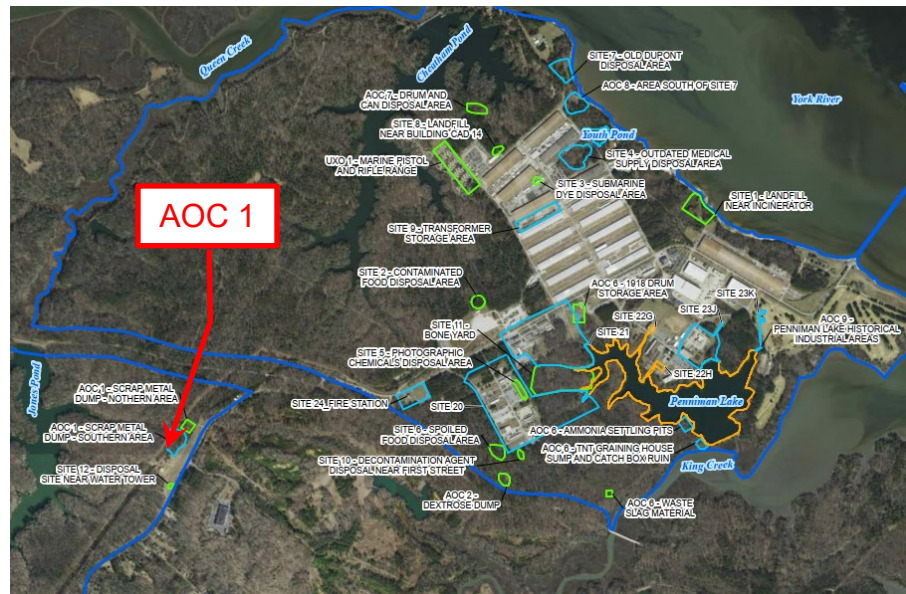 Queen Creek
Cheatham Pond
SITE 7 - OLD DUPONT
DISPOSAL AREA
AOC 8 - AREA SOUTH OF SITE 7
York River
AOC 7 - DRUM AND
CAN DISPOSAL AREA
SITE 8 - LANDFILL
NEAR BUILDING CAD 14
Youth Pond
UXO 1 - MARINE PISTOL
AND RIFLE RANGE
SITE 4 - OUTDATED MEDICAL
SUPPLY DISPOSAL AREA
SITE 3 - SUBMARINE
DYE DISPOSAL AREA
SITE 1 - LANDFILL
NEAR INCINERATOR
AOC 1
SITE 9 - TRANSFORMER
STORAGE AREA
SITE 2 - CONTAMINATED
FOOD DISPOSAL AREA
AOC 6 - 1918 DRUM
STORAGE AREA
SITE 23K
SITE 23J
SITE 22G
SITE 21
AOC 9 -
PENNIMAN LAKE HISTORICAL
INDUSTRIAL AREAS
SITE 11 -
BONE YARD
SITE 5 - PHOTOGRAPHIC
CHEMICALS DISPOSAL AREA
SITE 22H
Jones Pond
AOC 1 - SCRAP METAL
DUMP - NOTHERN AREA
SITE 24_FIRE STATION
SITE 20
Penniman Lake
AOC 1 - SCRAP METAL
DUMP - SOUTHERN AREA
SITE 6 - SPOILED
FOOD DISPOSAL AREA
AOC 6 - AMMONIA SETTLING PITS
AOC 6 - TNT GRAINING HOUSE
SUMP AND CATCH BOX RUIN
King Creek
SITE 12 - DISPOSAL
SITE NEAR WATER TOWER
SITE 10 - DECONTAMINATION AGENT
DISPOSAL NEAR FIRST STREET
AOC 2 -
DEXTROSE DUMP
AOC 6 - WASTE
SLAG MATERIAL